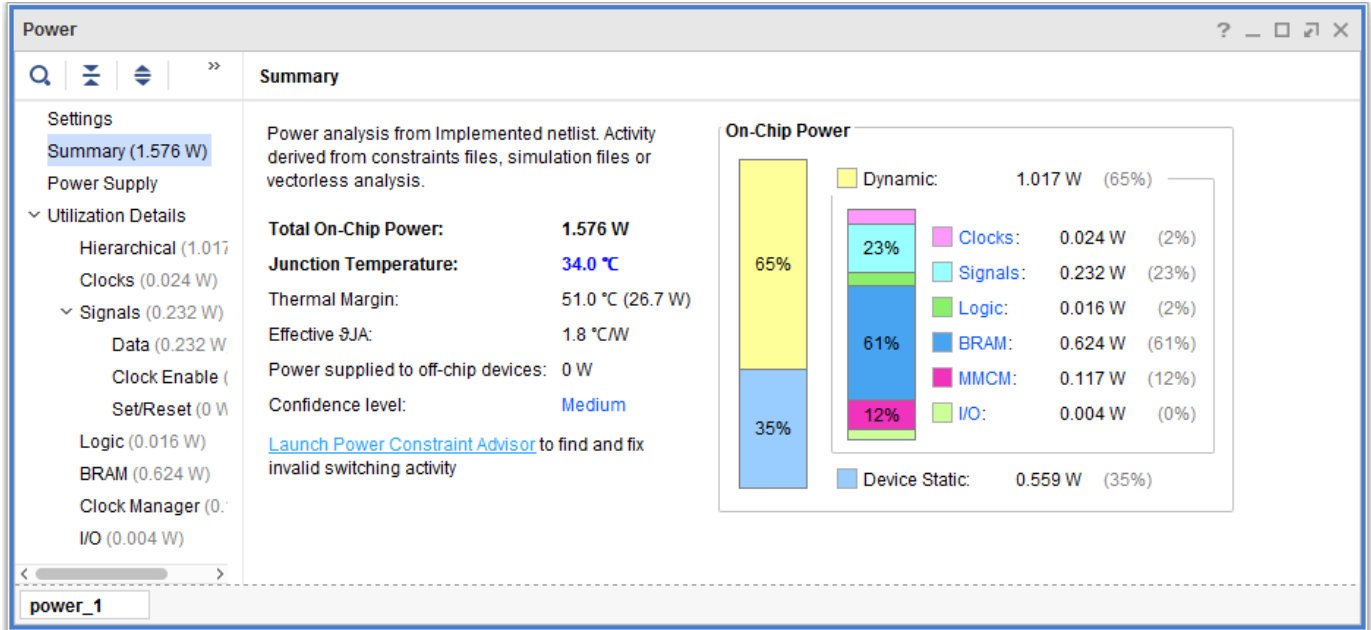 Power
Summary
Settings
Summary (1.576 W)
Power Supply
Utilization Details
Hierarchical (1.017
Clocks (0.024 W)
Signals (0.232 W)
Data (0.232 W
Clock Enable (
Set/Reset (0 W
Logic (0.016 W)
BRAM (0.624 W)
Clock Manager (0.
I/O (0.004 W)
Power analysis from Implemented netlist. Activity
derived from constraints files, simulation files or
vectorless analysis.
Total On-Chip Power: 1.576 W
Junction Temperature: 34.0 °C
Thermal Margin: 51.0 °C (26.7 W)
Effective ϑJA: 1.8 °C/W
Power supplied to off-chip devices: 0 W
Confidence level: Medium
Launch Power Constraint Advisor to find and fix
invalid switching activity
On-Chip Power
65%
35%
Dynamic: 1.017 W (65%)
23%
61%
12%
Clocks: 0.024 W (2%)
Signals: 0.232 W (23%)
Logic: 0.016 W (2%)
BRAM: 0.624 W (61%)
MMCM: 0.117 W (12%)
I/O: 0.004 W (0%)
Device Static: 0.559 W (35%)
power_1